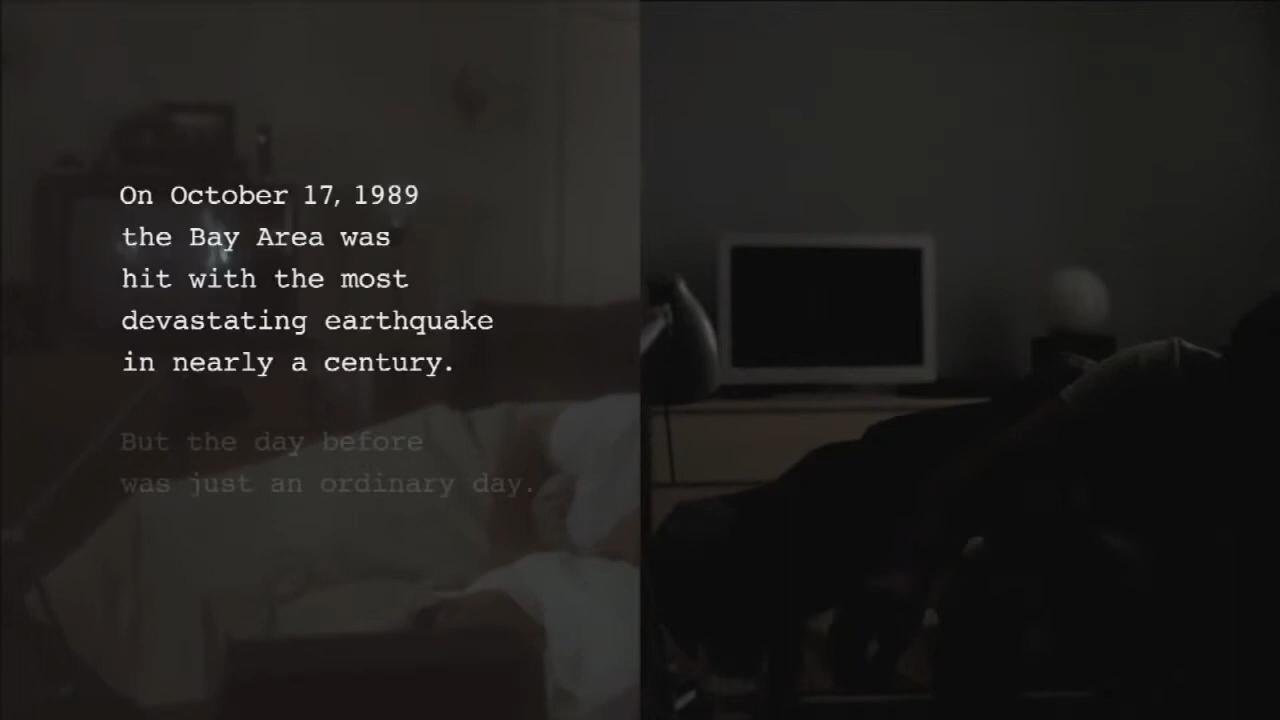 On October 17, 1989
the Bay Area was
hit with the most
devastating earthquake
in nearly a century.
But the day before
was just an ordinary day.